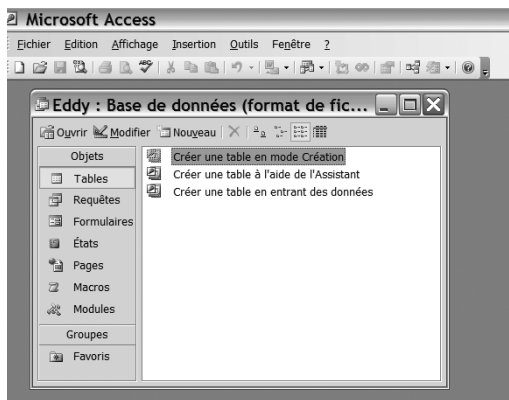 Microsoft Access
Fichier Edition Affichage Insertion Outils Fenêtre ?
Eddy : Base de données (format de fic...
Ouvrir Modifier Nouveau
Objets
Tables
Requêtes
Formulaires
États
Pages
Macros
Modules
Groupes
Favoris
Créer une table en mode Création
Créer une table à l'aide de l'Assistant
Créer une table en entrant des données